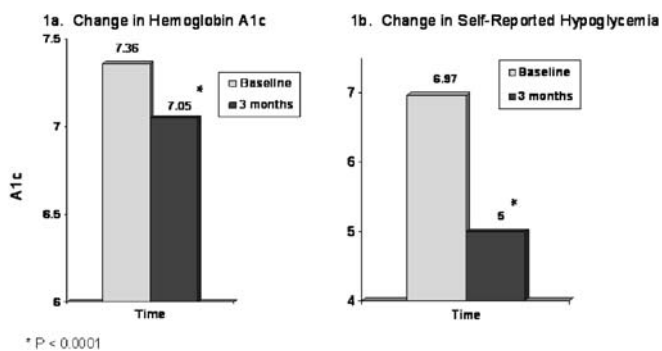 1a. Change in Hemoglobin A1c
7.5
7
6.5
6
A1c
7.36
7.05
*
Baseline
3 months
Time
1b. Change in Self-Reported Hypoglycemia
7
6
5
4
6.97
5
*
Baseline
3 months
Time
* P < 0.0001